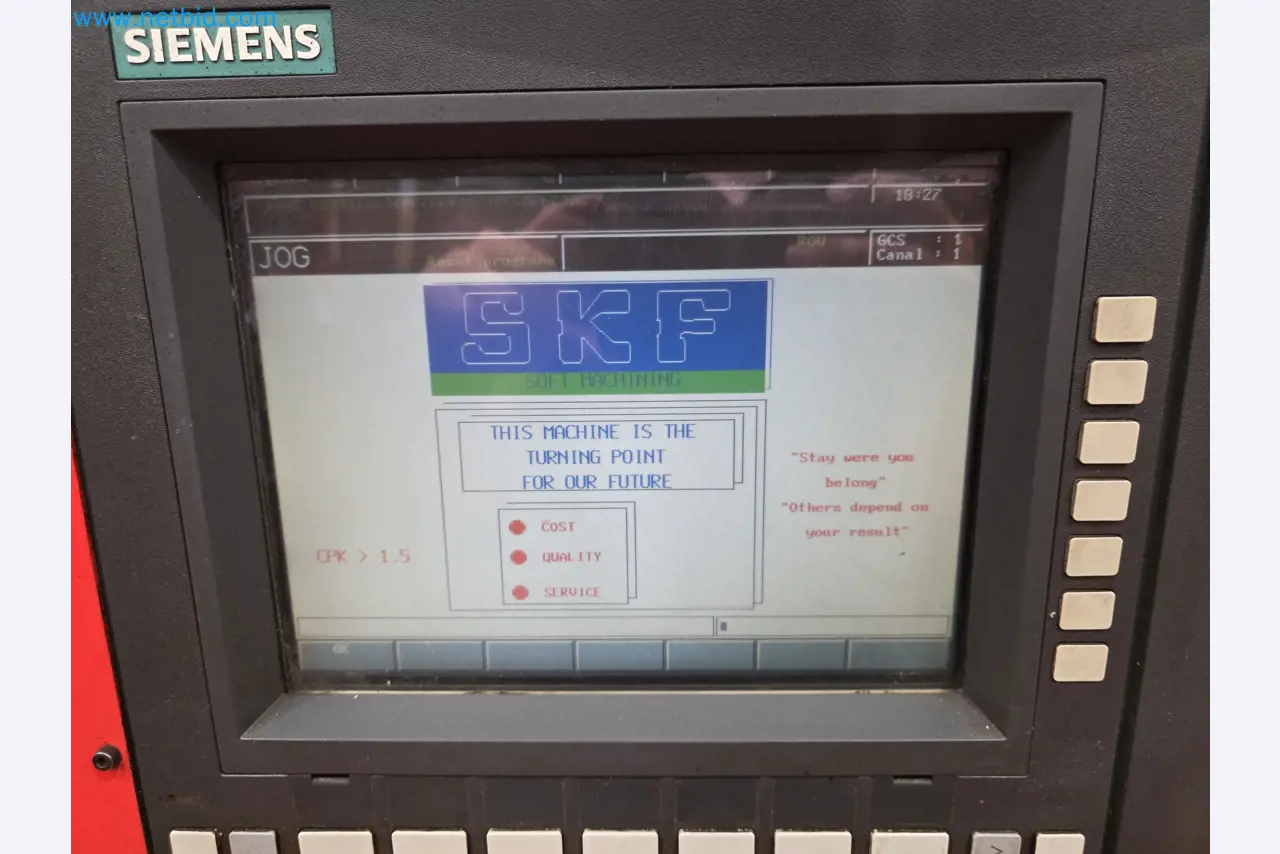 www.netbid.com
SIEMENS
18:27
JOG
GCS : 1
Canal : 1
SKF
SOFT MACHINING
THIS MACHINE IS THE
TURNING POINT
FOR OUR FUTURE
"Stay were you
belong"
"Others depend on
your result"
COST
CPK > 1.5
QUALITY
SERVICE
OK
>